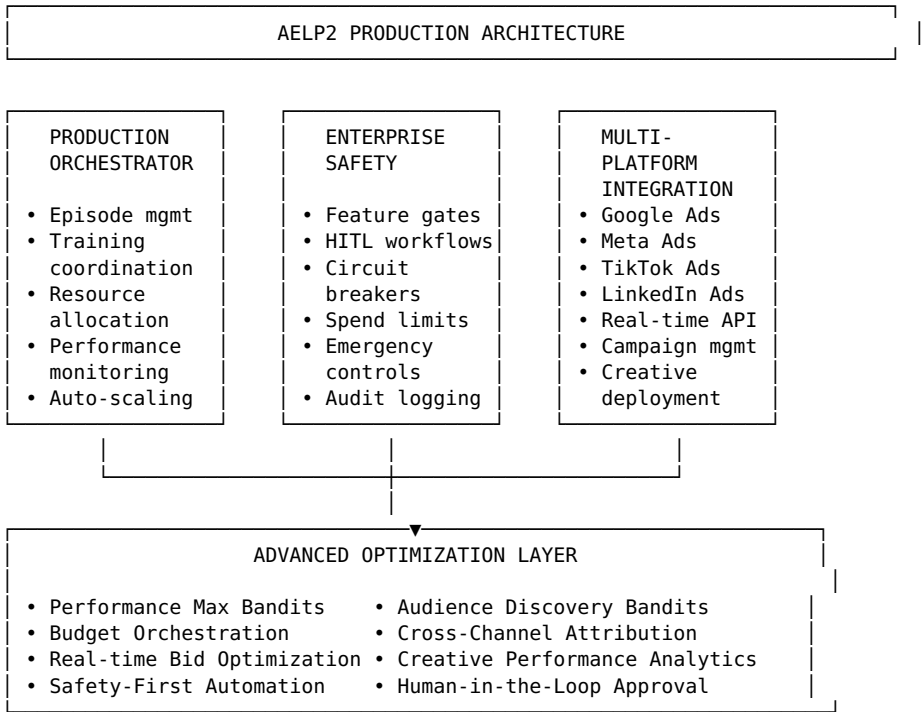 AELP2 PRODUCTION ARCHITECTURE
PRODUCTION
ORCHESTRATOR
• Episode mgmt
• Training
coordination
• Resource
allocation
• Performance
monitoring
• Auto-scaling
ENTERPRISE
SAFETY
• Feature gates
• HITL workflows
• Circuit
breakers
• Spend limits
• Emergency
controls
• Audit logging
MULTI-
PLATFORM
INTEGRATION
• Google Ads
• Meta Ads
• TikTok Ads
• LinkedIn Ads
• Real-time API
• Campaign mgmt
• Creative
deployment
ADVANCED OPTIMIZATION LAYER
• Performance Max Bandits • Audience Discovery Bandits
• Budget Orchestration • Cross-Channel Attribution
• Real-time Bid Optimization • Creative Performance Analytics
• Safety-First Automation • Human-in-the-Loop Approval